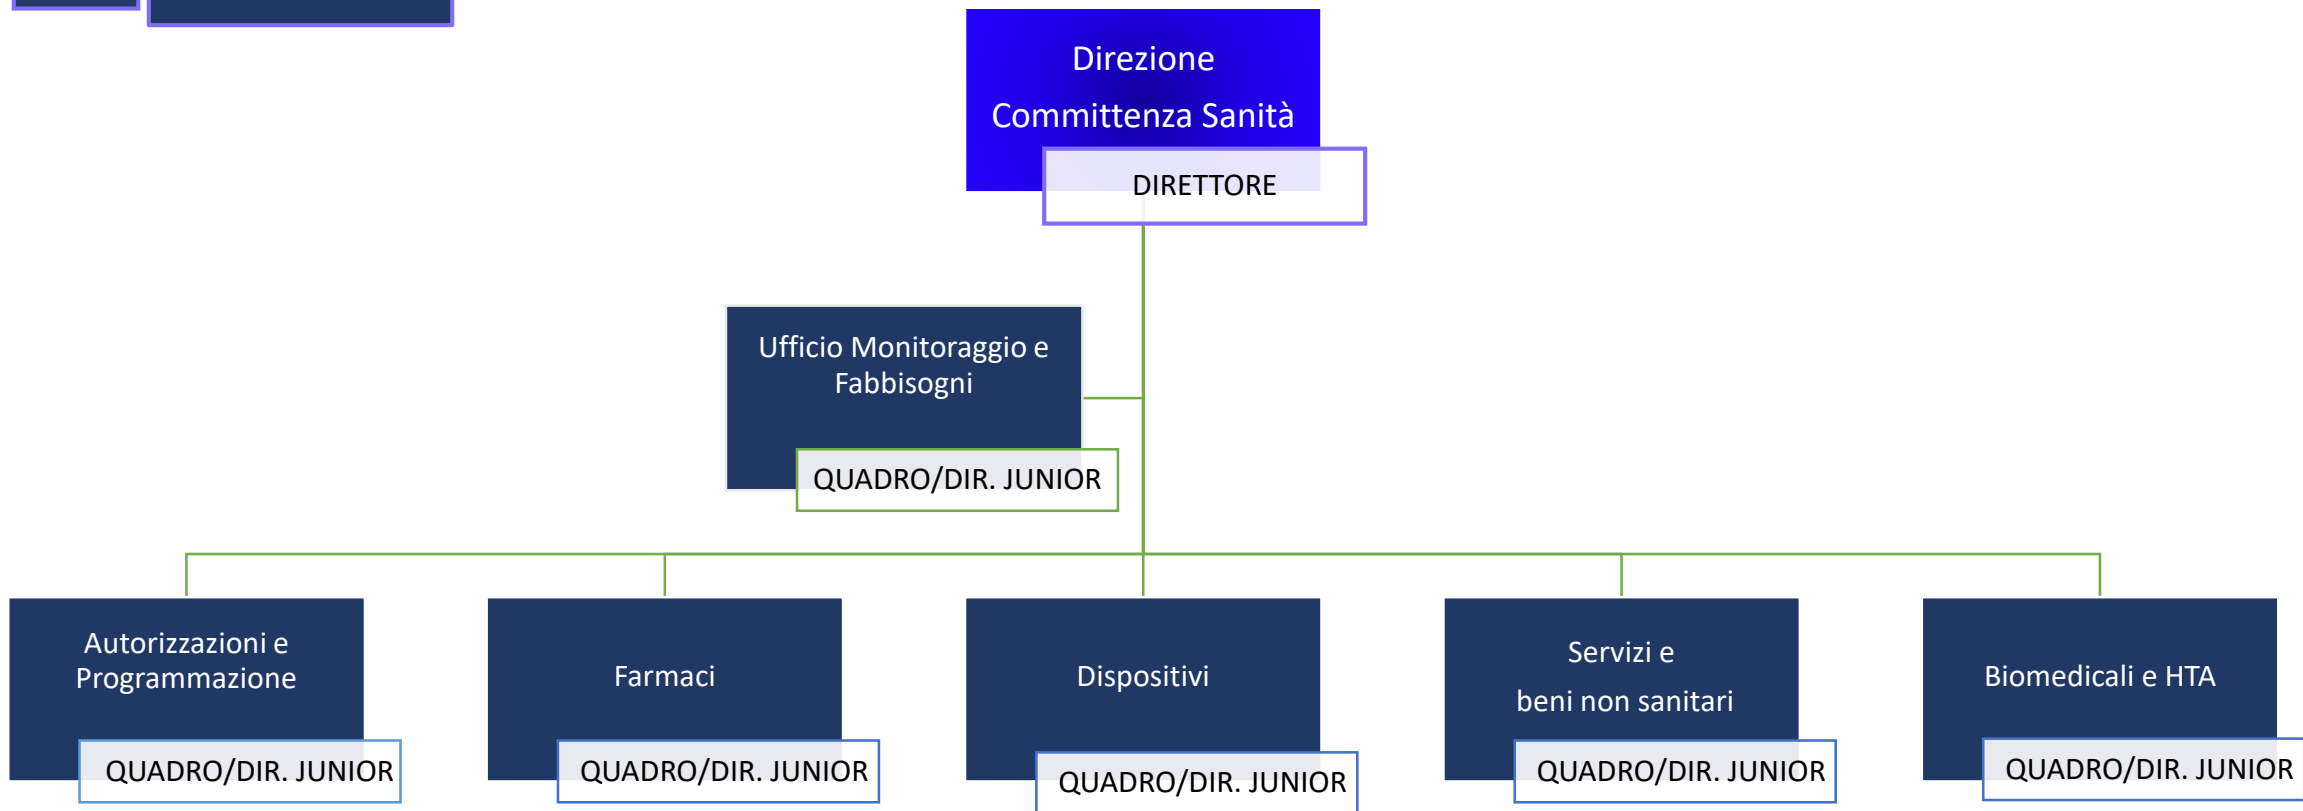 Direzione
Committenza Sanità
DIRETTORE
Ufficio Monitoraggio e
Fabbisogni
QUADRO/DIR. JUNIOR
Autorizzazioni e
Programmazione
QUADRO/DIR. JUNIOR
Farmaci
QUADRO/DIR. JUNIOR
Dispositivi
QUADRO/DIR. JUNIOR
Servizi e
beni non sanitari
QUADRO/DIR. JUNIOR
Biomedicali e HTA
QUADRO/DIR. JUNIOR